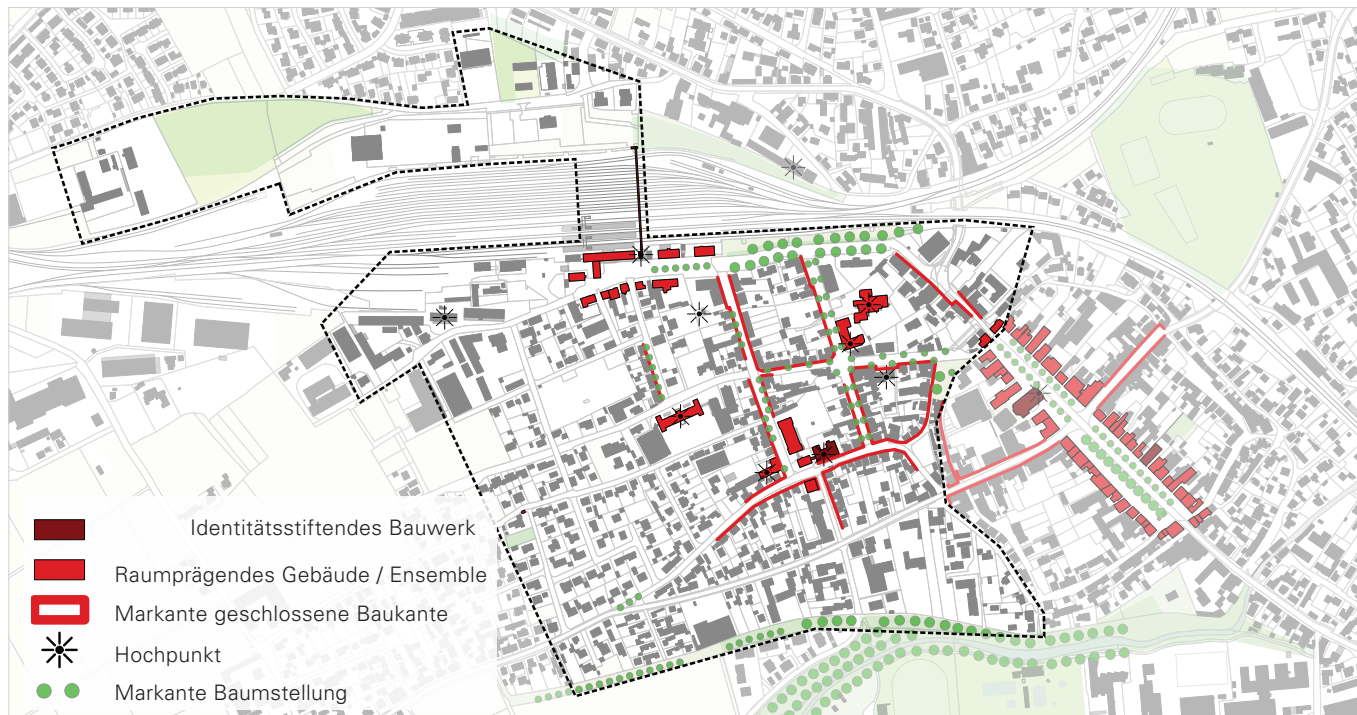 Identitätsstiftendes Bauwerk
Raumprägendes Gebäude / Ensemble
Markante geschlossene Baukante
Hochpunkt
Markante Baumstellung